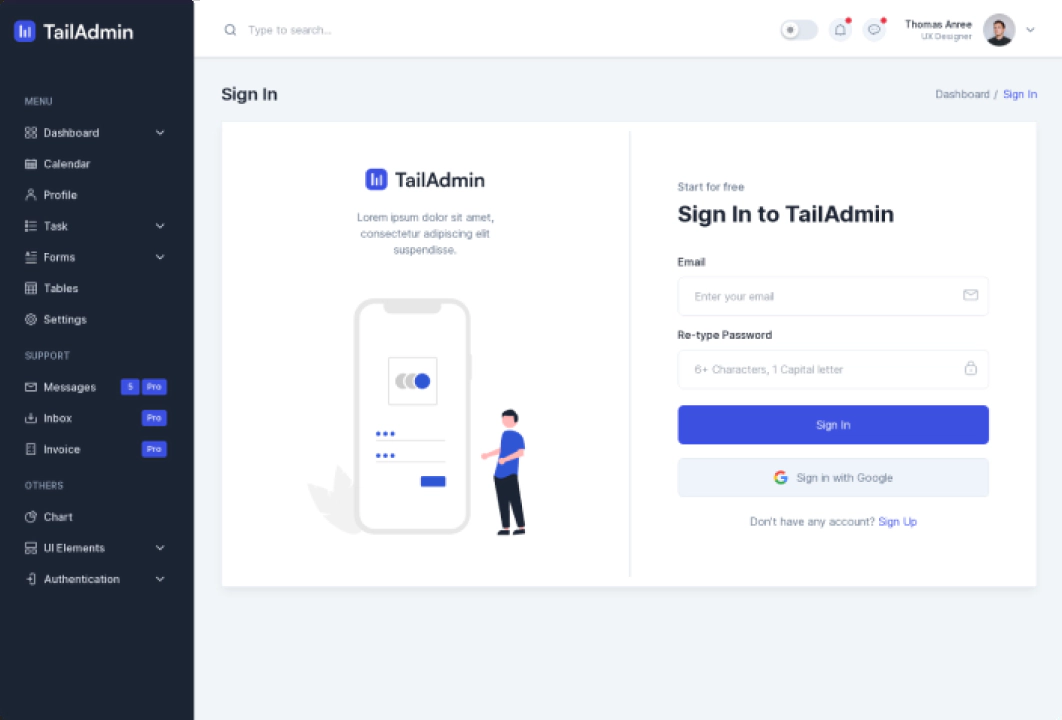 TailAdmin
Type to search...
Thomas Anree
UX Designer
MENU
Dashboard
Calendar
Profile
Task
Forms
Tables
Settings
SUPPORT
Messages 5 Pro
Inbox Pro
Invoice Pro
OTHERS
Chart
UI Elements
Authentication
Sign In
Dashboard / Sign In
TailAdmin
Lorem ipsum dolor sit amet,
consectetur adipiscing elit
suspendisse.
Start for free
Sign In to TailAdmin
Email
Enter your email
Re-type Password
6+ Characters, 1 Capital letter
Sign In
Sign in with Google
Don't have any account? Sign Up